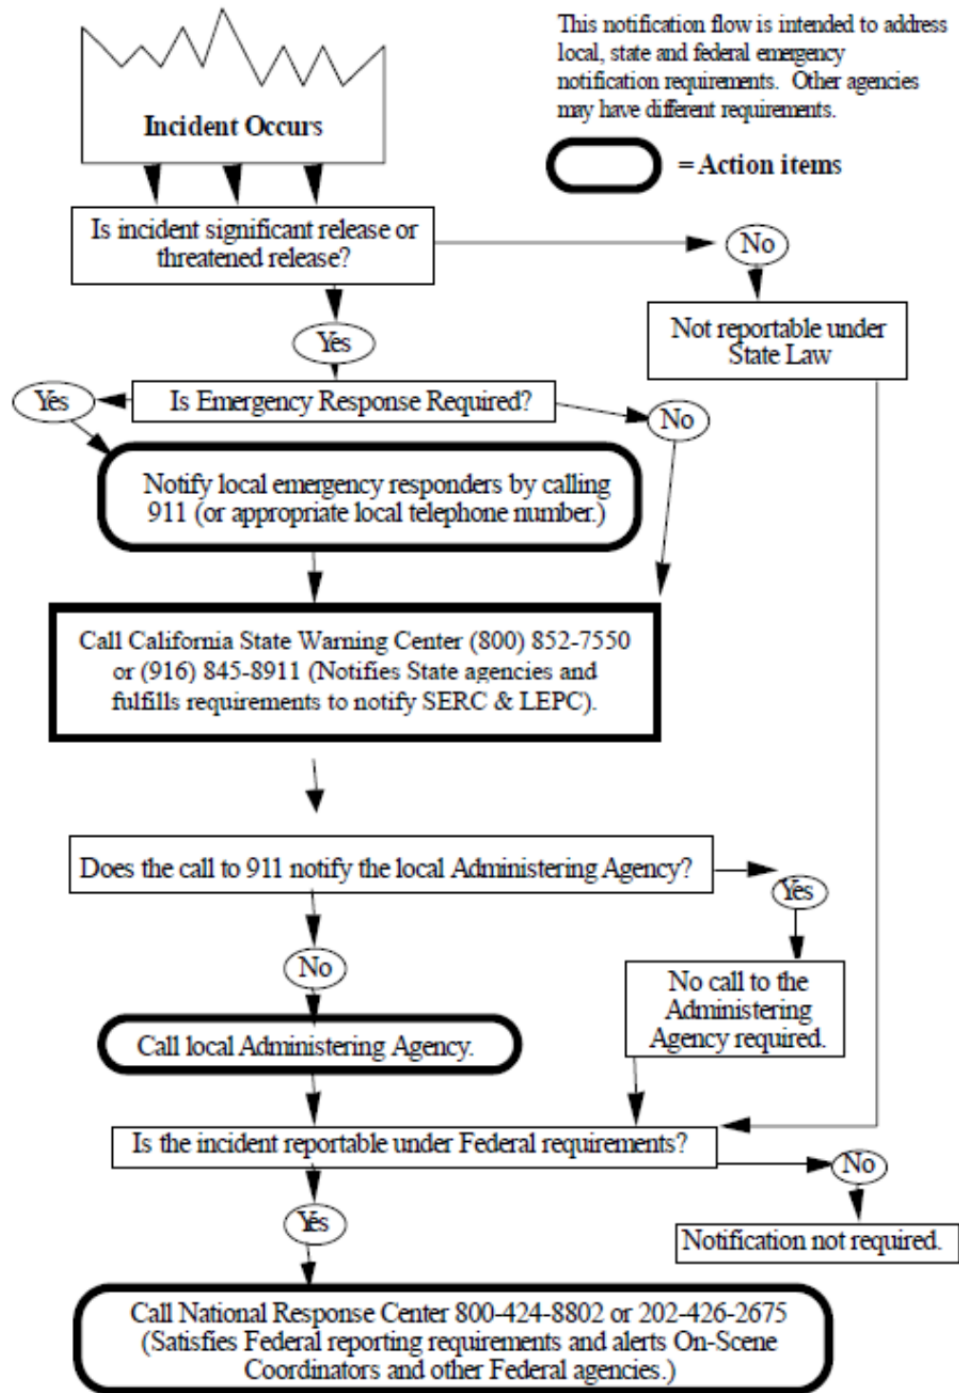 This notification flow is intended to address
local, state and federal emergency
notification requirements. Other agencies
may have different requirements.
= Action items
Incident Occurs
Is incident significant release or
threatened release?
No
Not reportable under
State Law
Yes
Is Emergency Response Required?
Yes
No
Notify local emergency responders by calling
911 (or appropriate local telephone number.)
Call California State Warning Center (800) 852-7550
or (916) 845-8911 (Notifies State agencies and
fulfills requirements to notify SERC & LEPC).
Does the call to 911 notify the local Administering Agency?
Yes
No
No call to the
Administering
Agency required.
Call local Administering Agency.
Is the incident reportable under Federal requirements?
No
Yes
Notification not required.
Call National Response Center 800-424-8802 or 202-426-2675
(Satisfies Federal reporting requirements and alerts On-Scene
Coordinators and other Federal agencies.)